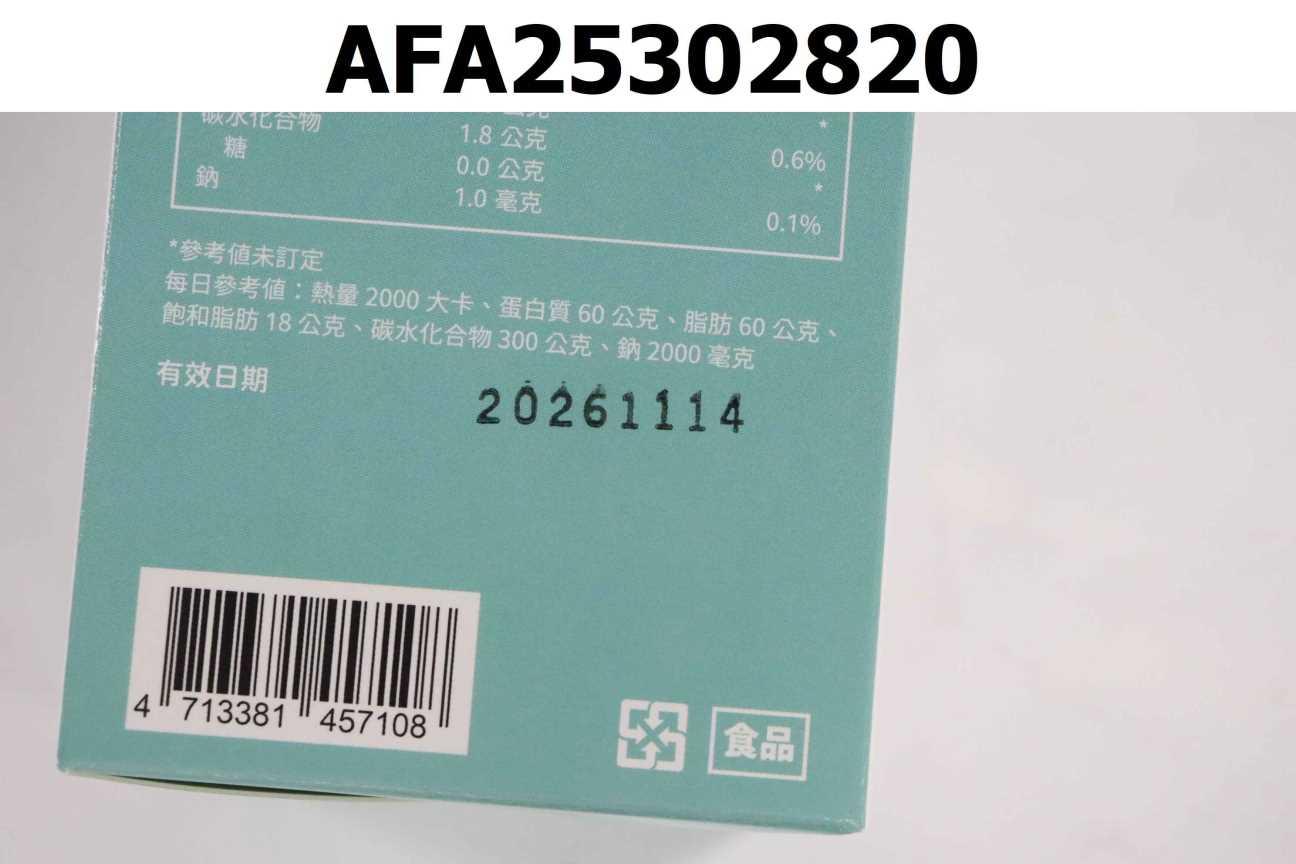 AFA25302820
碳水化合物 1.8 公克 *
糖 0.0 公克 0.6%
鈉 1.0 毫克 *
0.1%
*參考值未訂定
每日參考值：熱量 2000 大卡、蛋白質 60 公克、脂肪 60 公克、
飽和脂肪 18 公克、碳水化合物 300 公克、鈉 2000 毫克
有效日期 20261114
4 713381 457108
食品